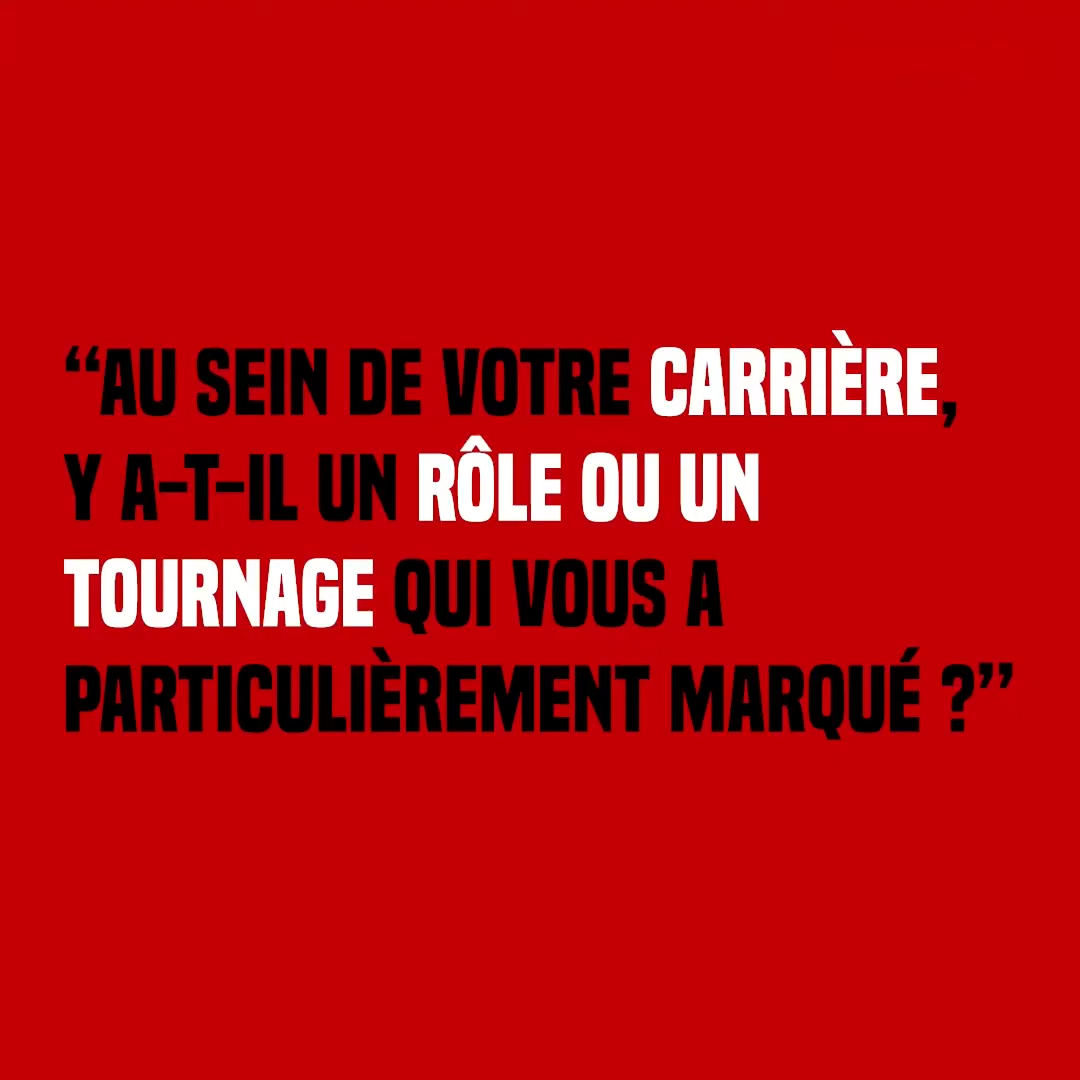 “AU SEIN DE VOTRE CARRIÈRE,
Y A-T-IL UN RÔLE OU UN
TOURNAGE QUI VOUS A
PARTICULIÈREMENT MARQUÉ ?”